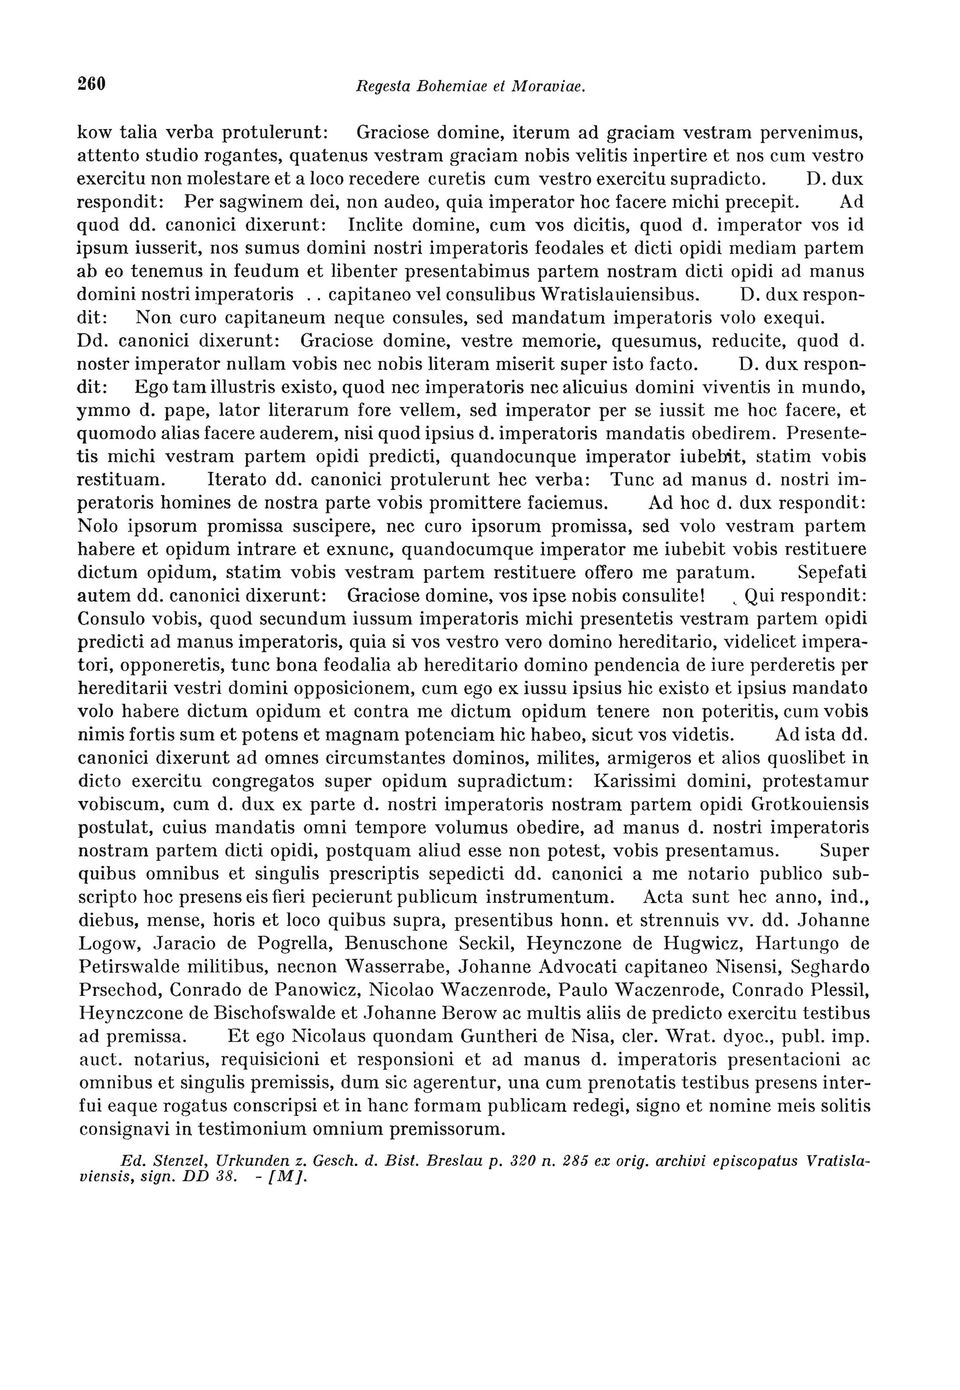 260 Regesta Bohemiae et Moraviae.
kow talia verba protulerunt: Graciose domine, iterum ad graciam vestram pervenimus,
attento studio rogantes, quatenus vestram graciam nobis velitis inpertire et nos cum vestro
exercitu non molestare et a loco recedere curetis cum vestro exercitu supradicto. D. dux
respondit: Per sagwinem dei, non audeo, quia imperator hoc facere michi precepit. Ad
quod dd. canonici dixerunt: Inclite domine, cum vos dicitis, quod d. imperator vos id
ipsum iusserit, nos sumus domini nostri imperatoris feodales et dicti opidi mediam partem
ab eo tenemus in feudum et libenter presentabimus partem nostram dicti opidi ad manus
domini nostri imperatoris . . capitaneo vel consulibus Wratislauiensibus. D. dux respon-
dit: Non curo capitaneum neque consules, sed mandatum imperatoris volo exequi.
Dd. canonici dixerunt: Graciose domine, vestre memorie, quesumus, reducite, quod d.
noster imperator nullam vobis nec nobis literam miserit super isto facto. D. dux respon-
dit: Ego tam illustris existo, quod nec imperatoris nec alicuius domini viventis in mundo,
ymmo d. pape, lator literarum fore vellem, sed imperator per se iussit me hoc facere, et
quomodo alias facere auderem, nisi quod ipsius d. imperatoris mandatis obedirem. Presente-
tis michi vestram partem opidi predicti, quandocunque imperator iubebit, statim vobis
restituam. Iterato dd. canonici protulerunt hec verba: Tunc ad manus d. nostri im-
peratoris homines de nostra parte vobis promittere faciemus. Ad hoc d. dux respondit:
Nolo ipsorum promissa suscipere, nec curo ipsorum promissa, sed volo vestram partem
habere et opidum intrare et exnunc, quandocumque imperator me iubebit vobis restituere
dictum opidum, statim vobis vestram partem restituere offero me paratum. Sepefati
autem dd. canonici dixerunt: Graciose domine, vos ipse nobis consulite! Qui respondit:
Consulo vobis, quod secundum iussum imperatoris michi presentetis vestram partem opidi
predicti ad manus imperatoris, quia si vos vestro vero domino hereditario, videlicet impera-
tori, opponeretis, tunc bona feodalia ab hereditario domino pendencia de iure perderetis per
hereditarii vestri domini opposicionem, cum ego ex iussu ipsius hic existo et ipsius mandato
volo habere dictum opidum et contra me dictum opidum tenere non poteritis, cum vobis
nimis fortis sum et potens et magnam potenciam hic habeo, sicut vos videtis. Ad ista dd.
canonici dixerunt ad omnes circumstantes dominos, milites, armigeros et alios quoslibet in
dicto exercitu congregatos super opidum supradictum: Karissimi domini, protestamur
vobiscum, cum d. dux ex parte d. nostri imperatoris nostram partem opidi Grotkouiensis
postulat, cuius mandatis omni tempore volumus obedire, ad manus d. nostri imperatoris
nostram partem dicti opidi, postquam aliud esse non potest, vobis presentamus. Super
quibus omnibus et singulis prescriptis sepedicti dd. canonici a me notario publico sub-
scripto hoc presens eis fieri pecierunt publicum instrumentum. Acta sunt hec anno, ind.,
diebus, mense, horis et loco quibus supra, presentibus honn. et strennuis vv. dd. Johanne
Logow, Jaracio de Pogrella, Benuschone Seckil, Heynczone de Hugwicz, Hartungo de
Petirswalde militibus, necnon Wasserrabe, Johanne Advocati capitaneo Nisensi, Seghardo
Prsechod, Conrado de Panowicz, Nicolao Waczenrode, Paulo Waczenrode, Conrado Plessil,
Heynczcone de Bischofswalde et Johanne Berow ac multis aliis de predicto exercitu testibus
ad premissa. Et ego Nicolaus quondam Guntheri de Nisa, cler. Wrat. dyoc., publ. imp.
auct. notarius, requisicioni et responsioni et ad manus d. imperatoris presentacioni ac
omnibus et singulis premissis, dum sic agerentur, una cum prenotatis testibus presens inter-
fui eaque rogatus conscripsi et in hanc formam publicam redegi, signo et nomine meis solitis
consignavi in testimonium omnium premissorum.
Ed. Stenzel, Urkunden z. Gesch. d. Bist. Breslau p. 320 n. 285 ex orig. archivi episcopatus Vratisla-
viensis, sign. DD 38. - [M].